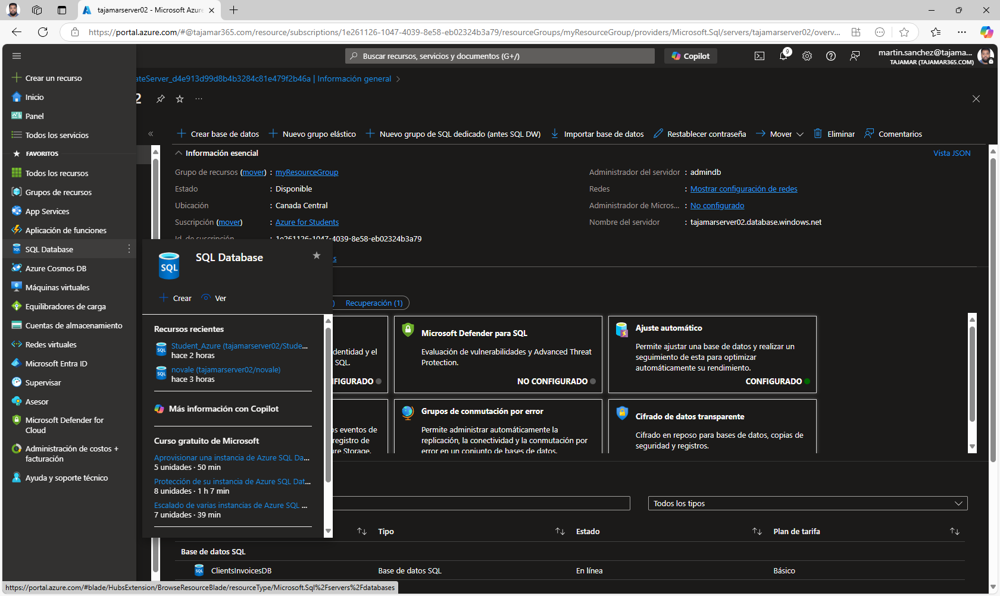 tajamarserver02 - Microsoft Azure
https://portal.azure.com/#@tajamar365.com/resource/subscriptions/1e261126-1047-4039-8e58-eb02324b3a79/resourceGroups/myResourceGroup/providers/Microsoft.Sql/servers/tajamarserver02/overv...
Buscar recursos, servicios y documentos (G+/)
Copilot
9
martin.sanchez@tajama...
TAJAMAR (TAJAMAR365.COM)
Crear un recurso
Inicio
Panel
Todos los servicios
FAVORITOS
Todos los recursos
Grupos de recursos
App Services
Aplicación de funciones
SQL Database
Azure Cosmos DB
Máquinas virtuales
Equilibradores de carga
Cuentas de almacenamiento
Redes virtuales
Microsoft Entra ID
Supervisar
Asesor
Microsoft Defender for
Cloud
Administración de costos +
facturación
Ayuda y soporte técnico
ateServer_d4e913d99d8b4b3284c81e479f2b46a | Información general
2
Crear base de datos
Nuevo grupo elástico
Nuevo grupo de SQL dedicado (antes SQL DW)
Importar base de datos
Restablecer contraseña
Mover
Eliminar
Comentarios
Información esencial
Vista JSON
Grupo de recursos (mover) : myResourceGroup
Estado : Disponible
Ubicación : Canada Central
Suscripción (mover) : Azure for Students
Id. de suscripción : 1e261126-1047-4039-8e58-eb02324b3a79
s
Administrador del servidor : admindb
Redes : Mostrar configuración de redes
Administrador de Micros... : No configurado
Nombre del servidor : tajamarserver02.database.windows.net
SQL
SQL Database
Crear
Ver
Recursos recientes
Student_Azure (tajamarserver02/Stude...
hace 2 horas
novale (tajamarserver02/novale)
hace 3 horas
Más información con Copilot
Curso gratuito de Microsoft
Aprovisionar una instancia de Azure SQL Da...
5 unidades · 50 min
Protección de su instancia de Azure SQL Dat...
8 unidades · 1 h 7 min
Escalado de varias instancias de Azure SQL ...
7 unidades · 39 min
) Recuperación (1)
dentidad y el
SQL.
FIGURADO
Microsoft Defender para SQL
Evaluación de vulnerabilidades y Advanced Threat
Protection.
NO CONFIGURADO
Ajuste automático
Permite ajustar una base de datos y realizar un
seguimiento de esta para optimizar
automáticamente su rendimiento.
CONFIGURADO
os eventos de
registro de
re Storage.
Grupos de conmutación por error
Permite administrar automáticamente la
replicación, la conectividad y la conmutación por
error en un conjunto de bases de datos.
Cifrado de datos transparente
Cifrado en reposo para bases de datos, copias de
seguridad y registros.
Todos los tipos
Tipo
Estado
Plan de tarifa
Base de datos SQL
ClientsInvoicesDB
Base de datos SQL
En línea
Básico
https://portal.azure.com/#blade/HubsExtension/BrowseResourceBlade/resourceType/Microsoft.Sql%2Fservers%2Fdatabases